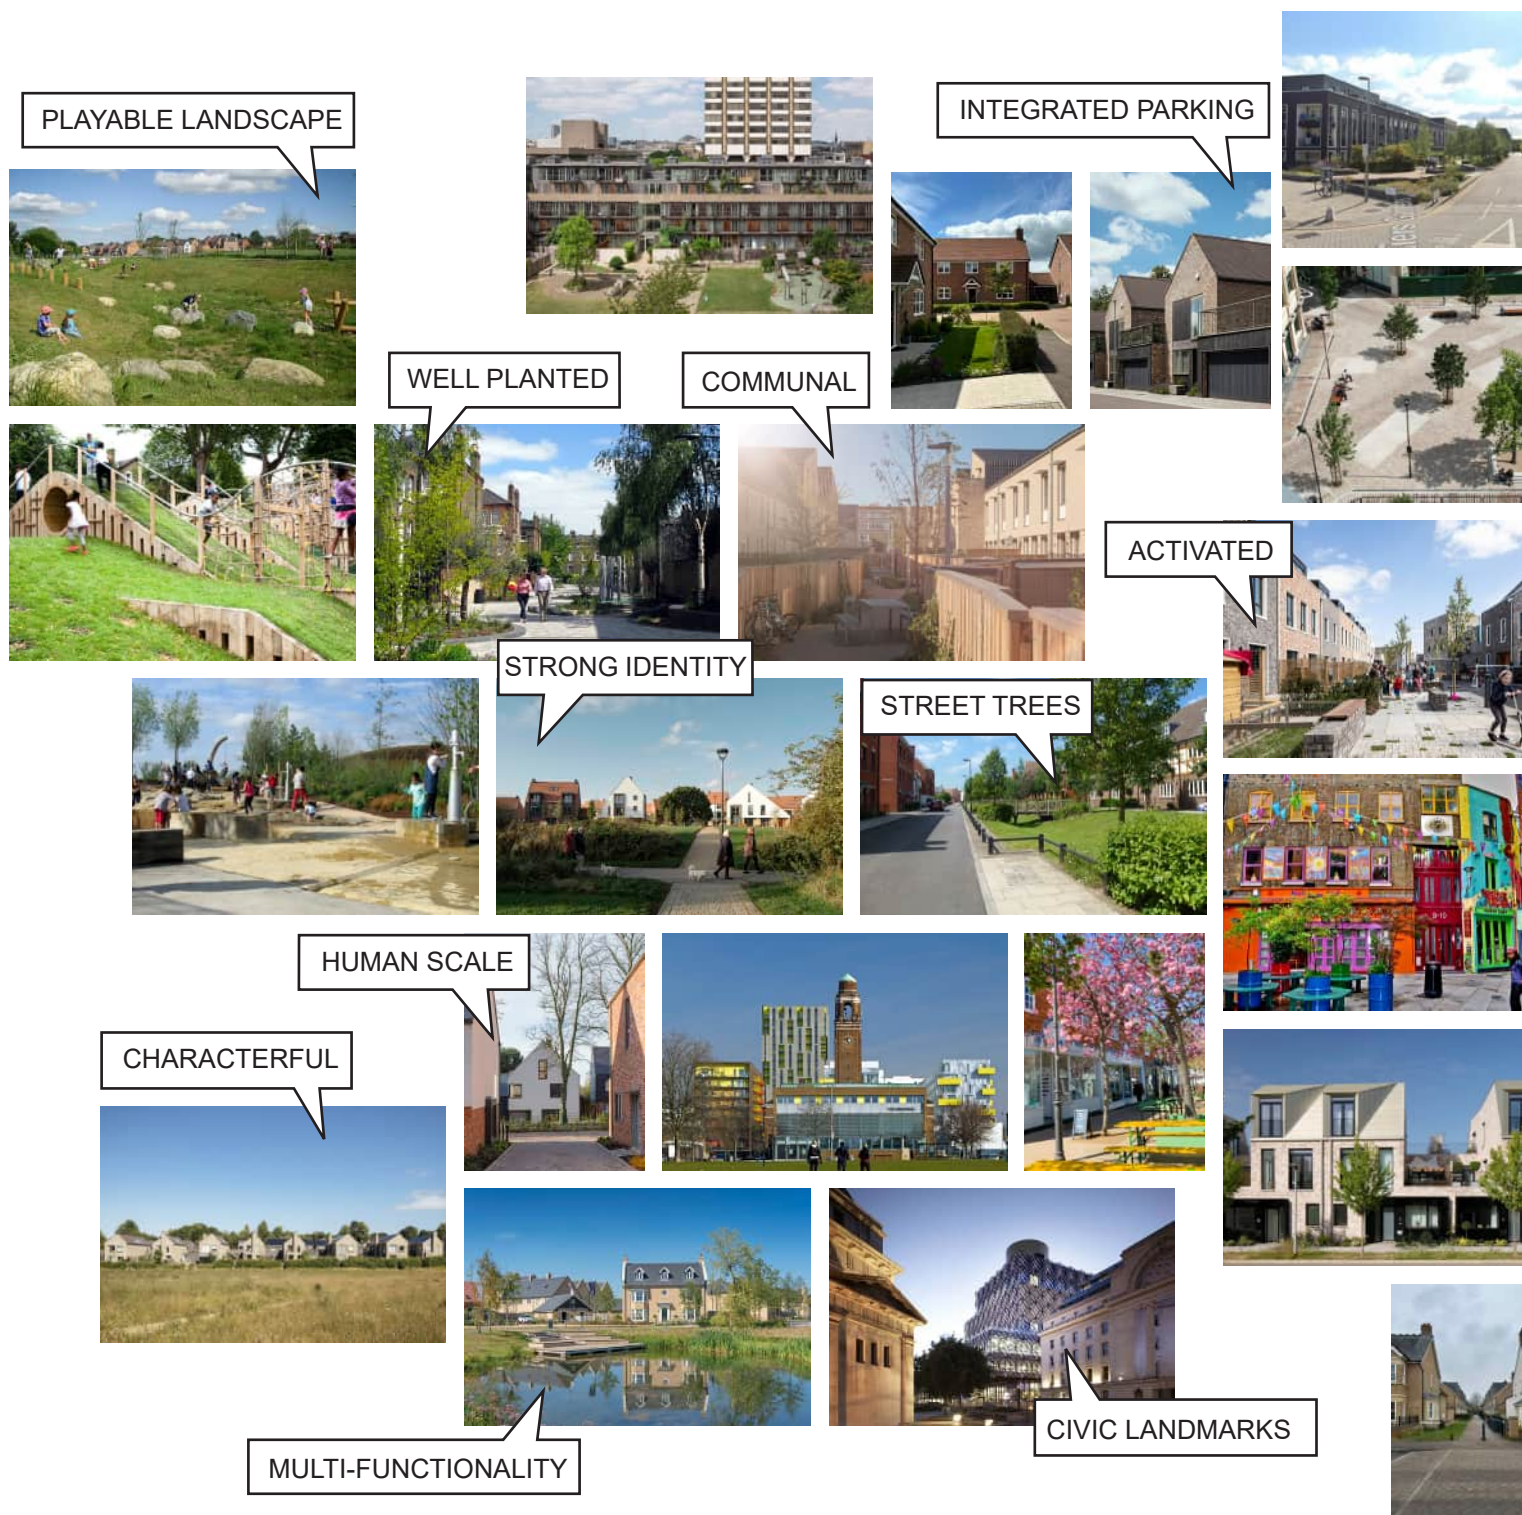 PLAYABLE LANDSCAPE
INTEGRATED PARKING
WELL PLANTED
COMMUNAL
ACTIVATED
STRONG IDENTITY
STREET TREES
HUMAN SCALE
CHARACTERFUL
CIVIC LANDMARKS
MULTI-FUNCTIONALITY